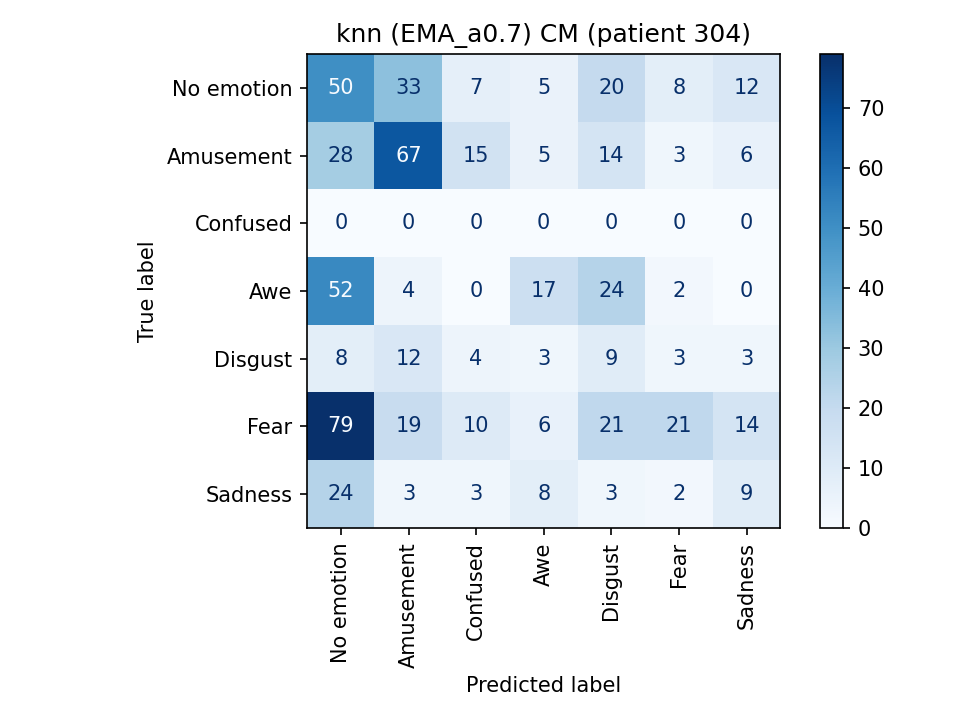 knn (EMA_a0.7) CM (patient 304)
True label
No emotion 50 33 7 5 20 8 12
Amusement 28 67 15 5 14 3 6
Confused 0 0 0 0 0 0 0
Awe 52 4 0 17 24 2 0
Disgust 8 12 4 3 9 3 3
Fear 79 19 10 6 21 21 14
Sadness 24 3 3 8 3 2 9
No emotion Amusement Confused Awe Disgust Fear Sadness
Predicted label
70
60
50
40
30
20
10
0